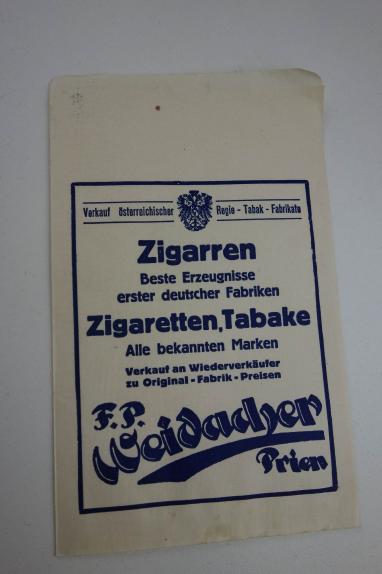 Verkauf österreichischer Regie - Tabak - Fabrikate
Zigarren
Beste Erzeugnisse
erster deutscher Fabriken
Zigaretten, Tabake
Alle bekannten Marken
Verkauf an Wiederverkäufer
zu Original - Fabrik - Preisen
F. P.
Weidacher
Prien